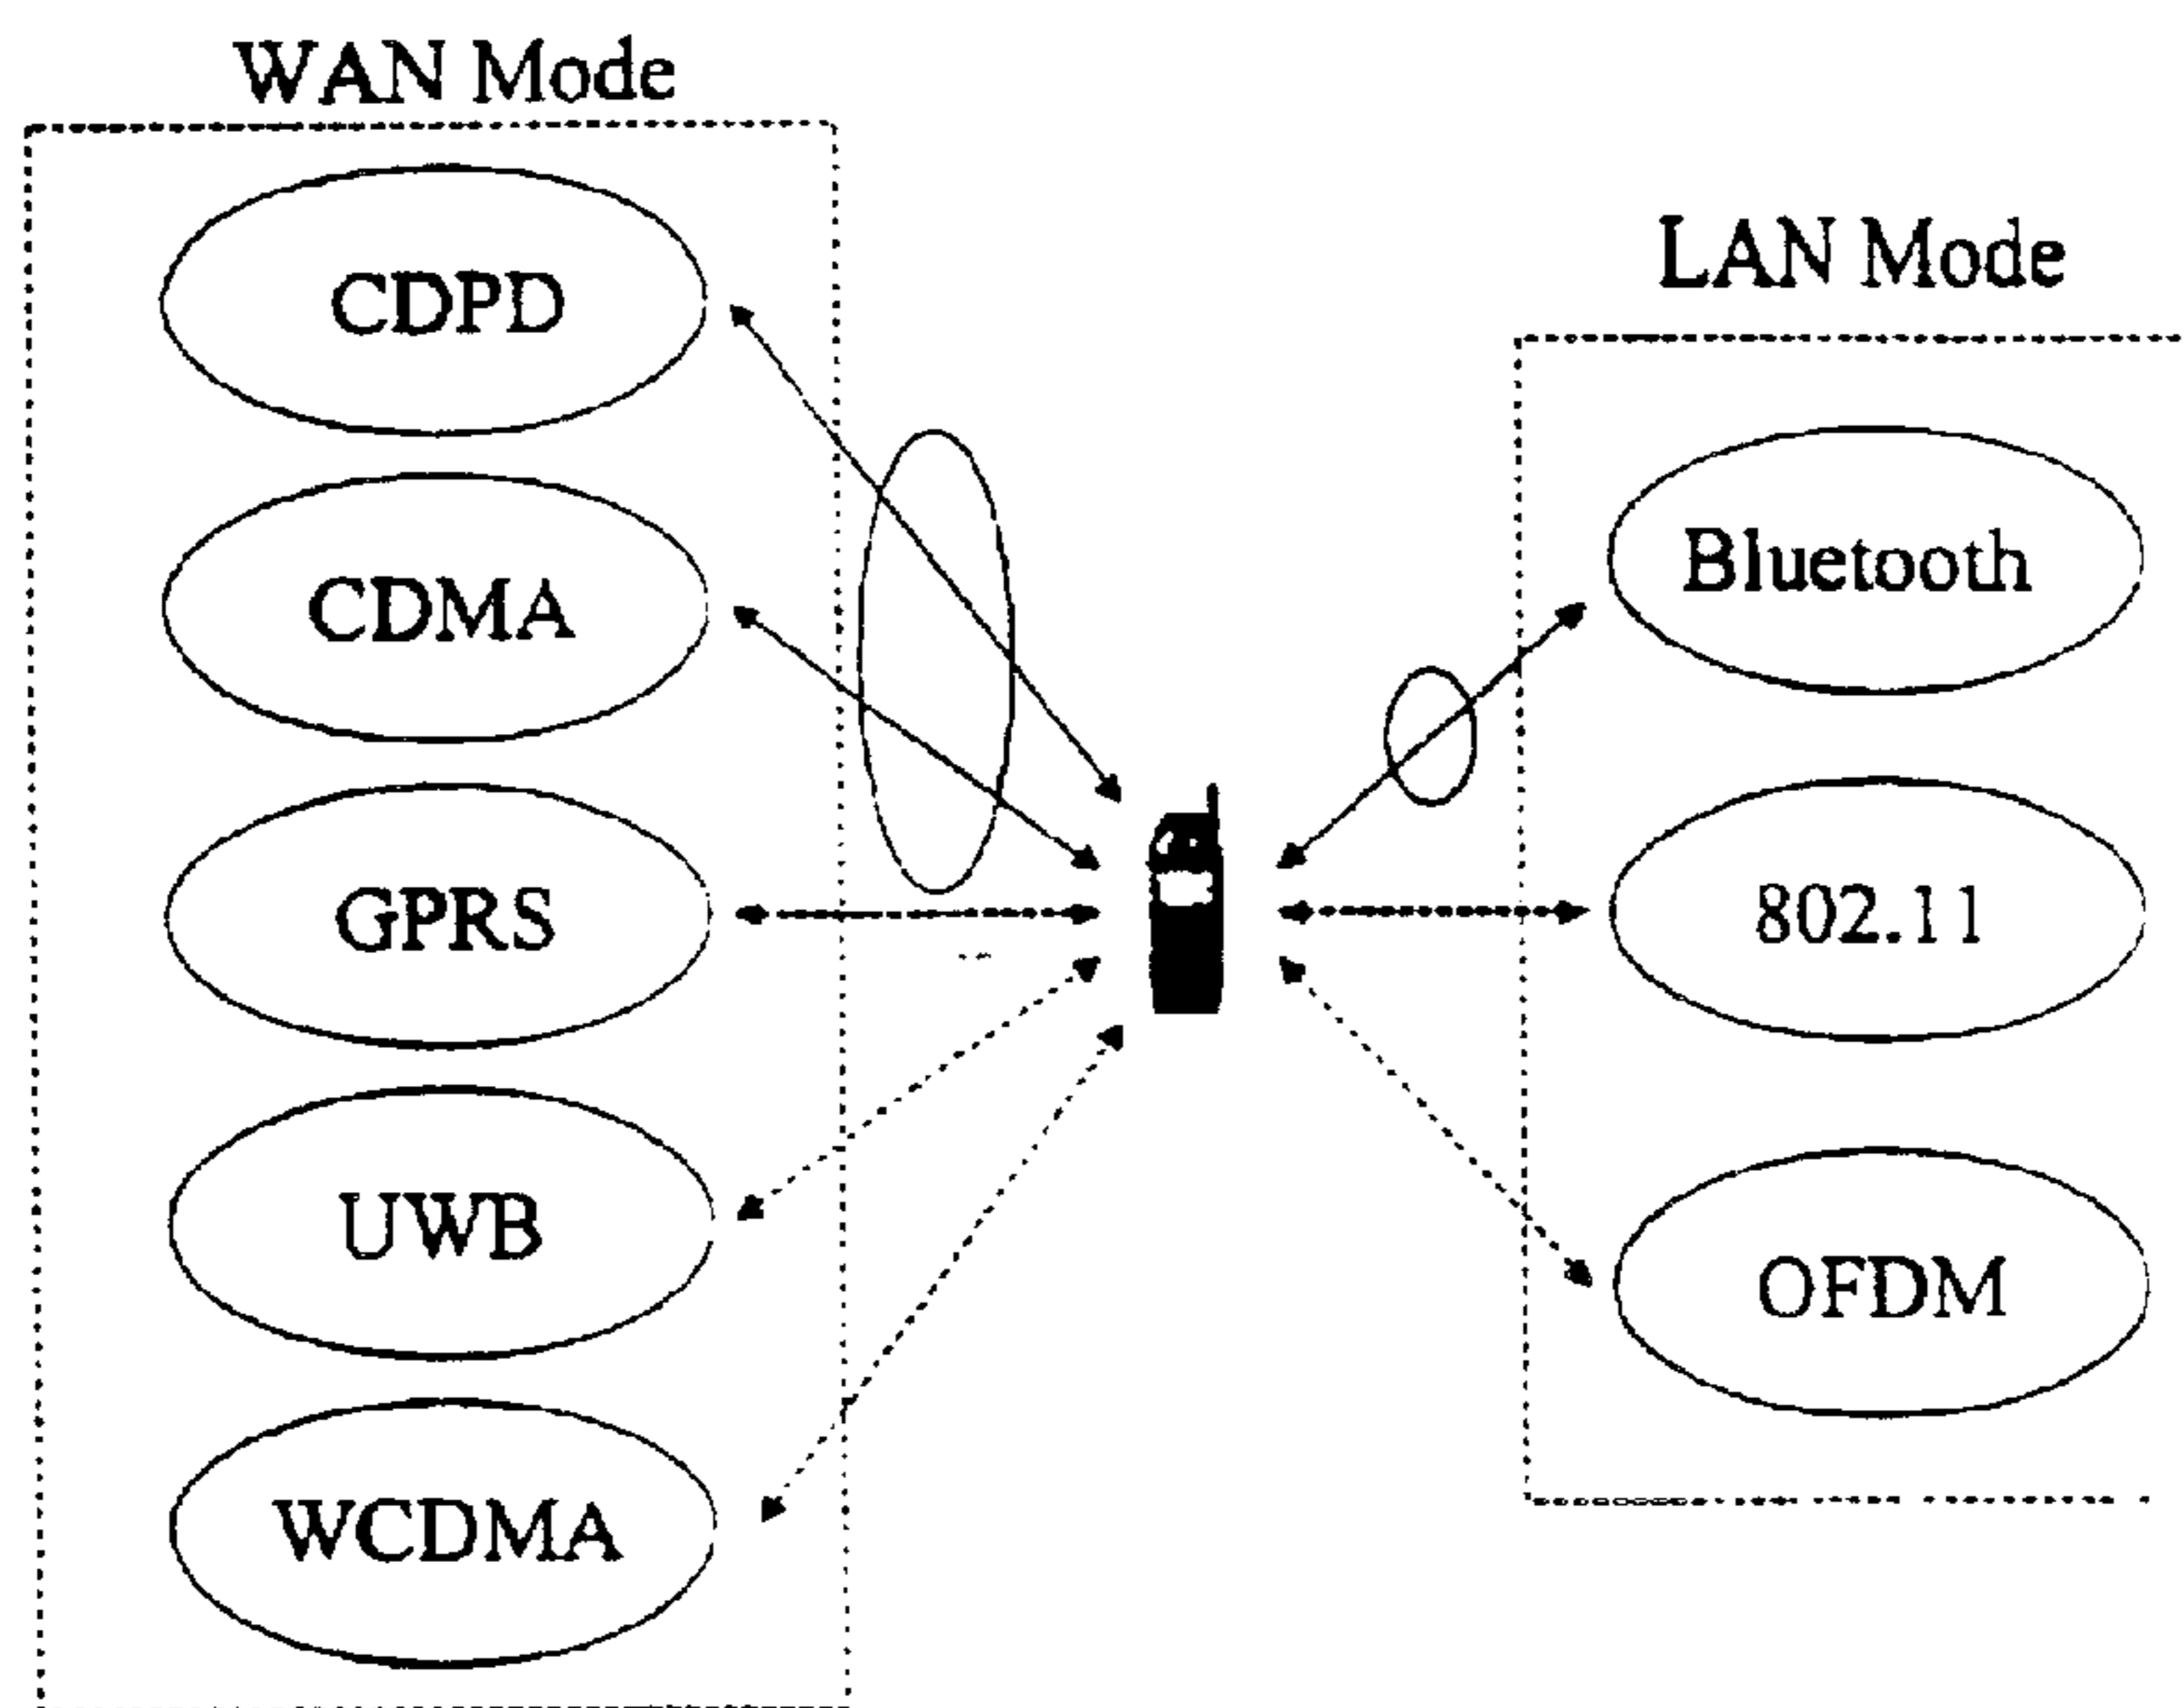 WAN Mode
CDPD
CDMA
GPRS
UWB
WCDMA
LAN Mode
Bluetooth
802.11
OFDM